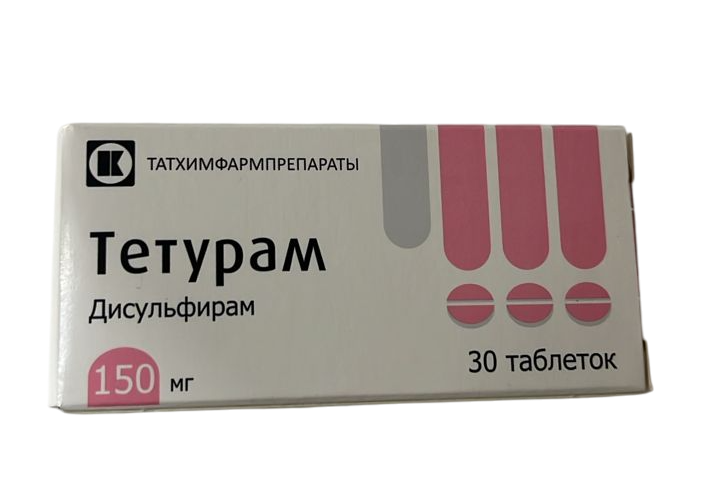 ТАТХИМФАРМПРЕПАРАТЫ
Тетурам
Дисульфирам
150 мг
30 таблеток